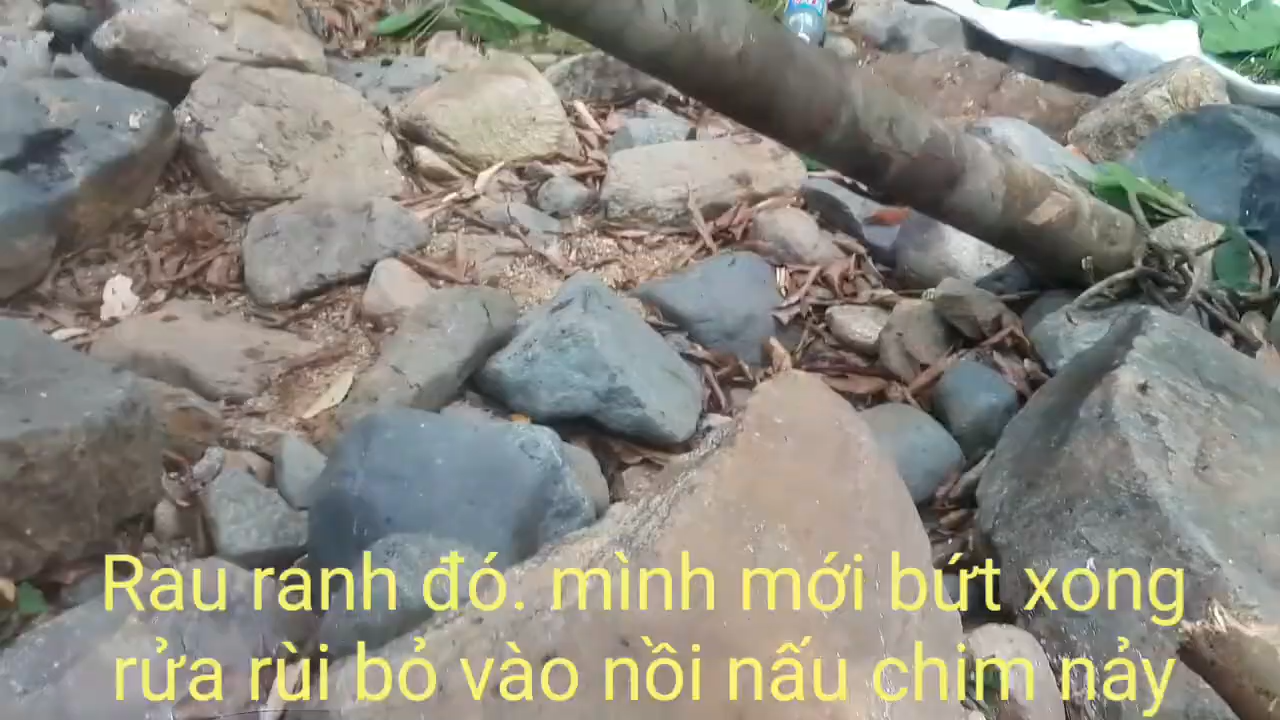 Rau ranh đó. mình mới bứt xong
rửa rùi bỏ vào nồi nấu chim nảy